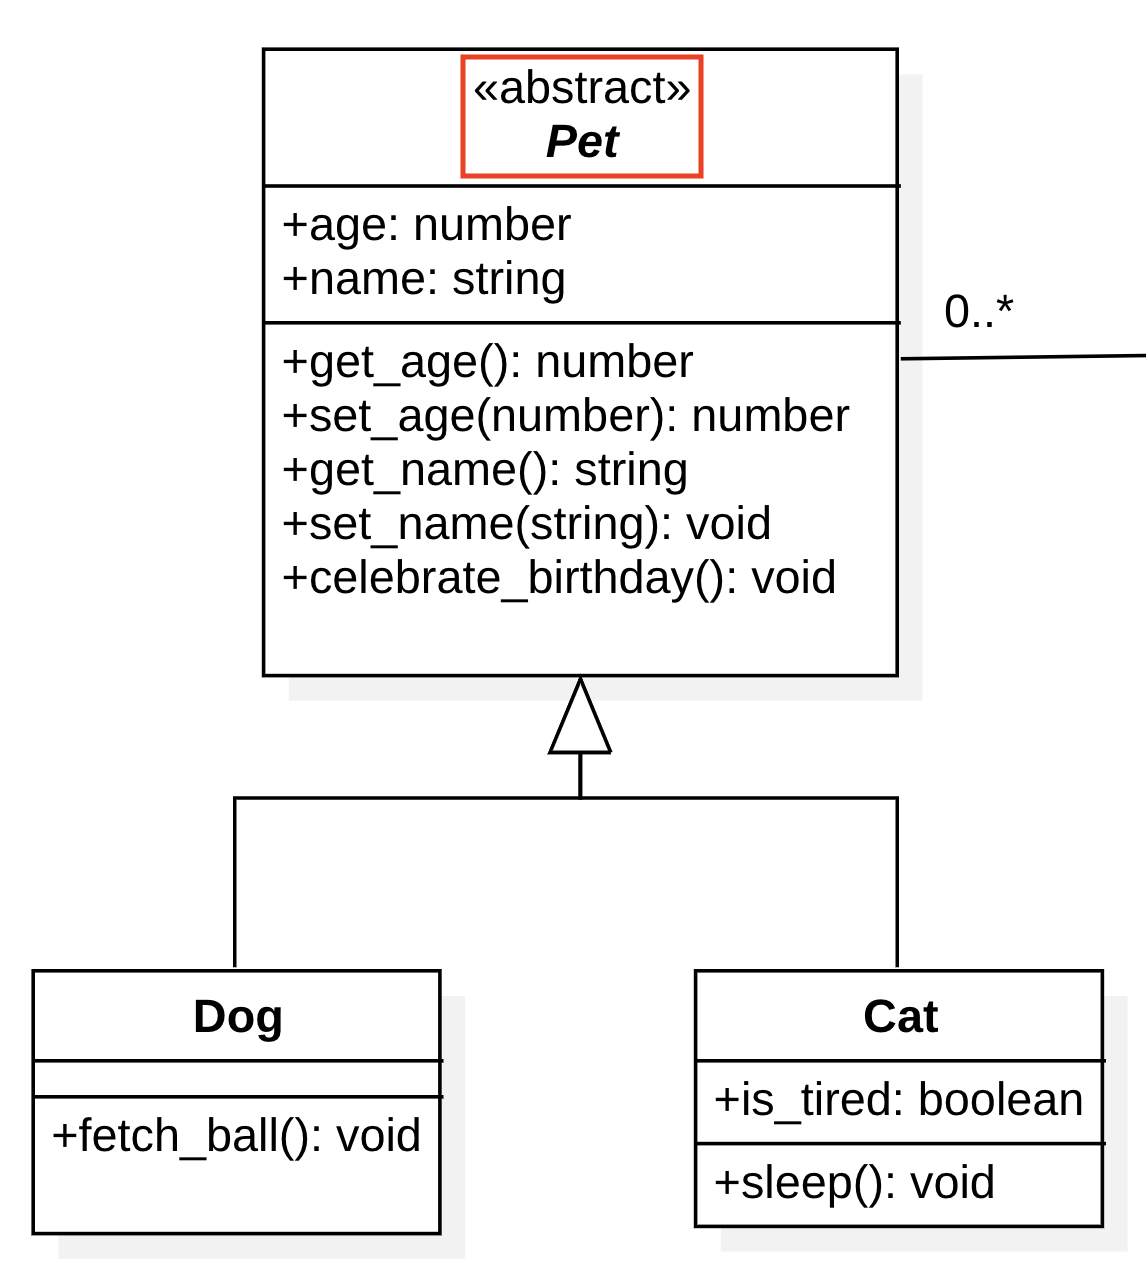 «abstract»
Pet
+age: number
+name: string
0..*
+get_age(): number
+set_age(number): number
+get_name(): string
+set_name(string): void
+celebrate_birthday(): void
Dog
+fetch_ball(): void
Cat
+is_tired: boolean
+sleep(): void